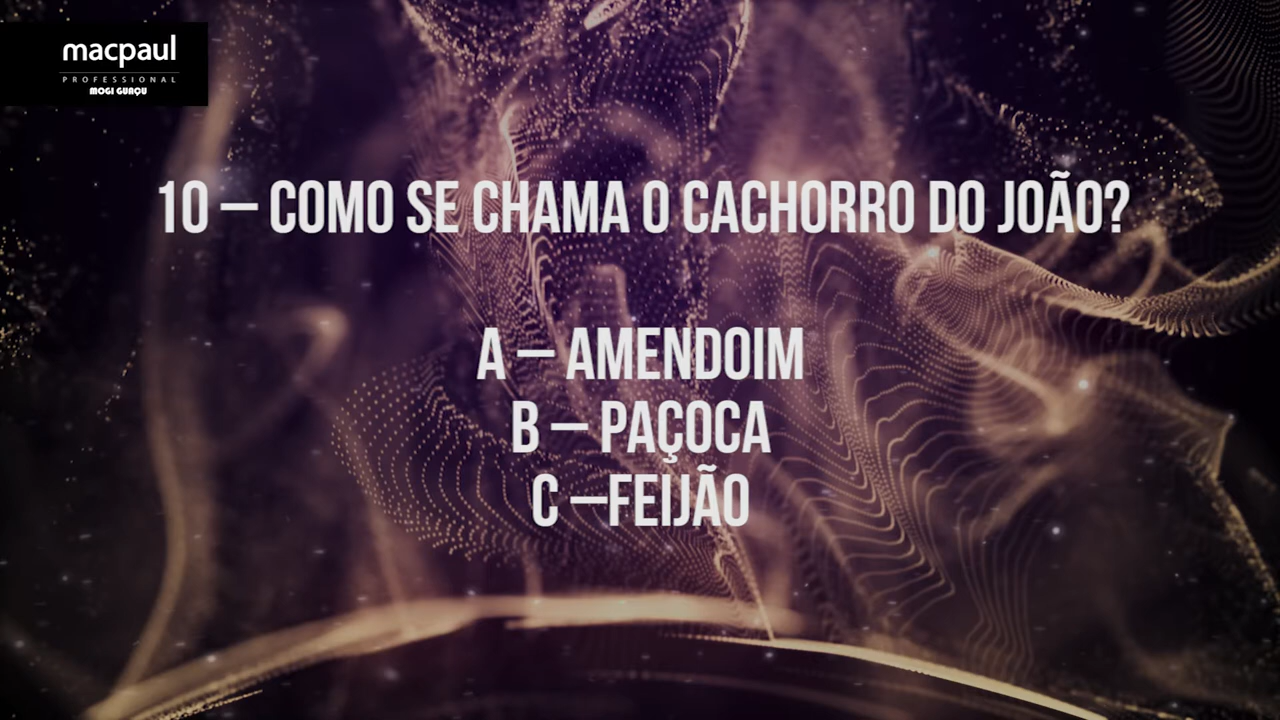 macpaul
PROFESSIONAL
MOGI GUAÇU
10 – COMO SE CHAMA O CACHORRO DO JOÃO?
A – AMENDOIM
B – PAÇOCA
C –FEIJÃO